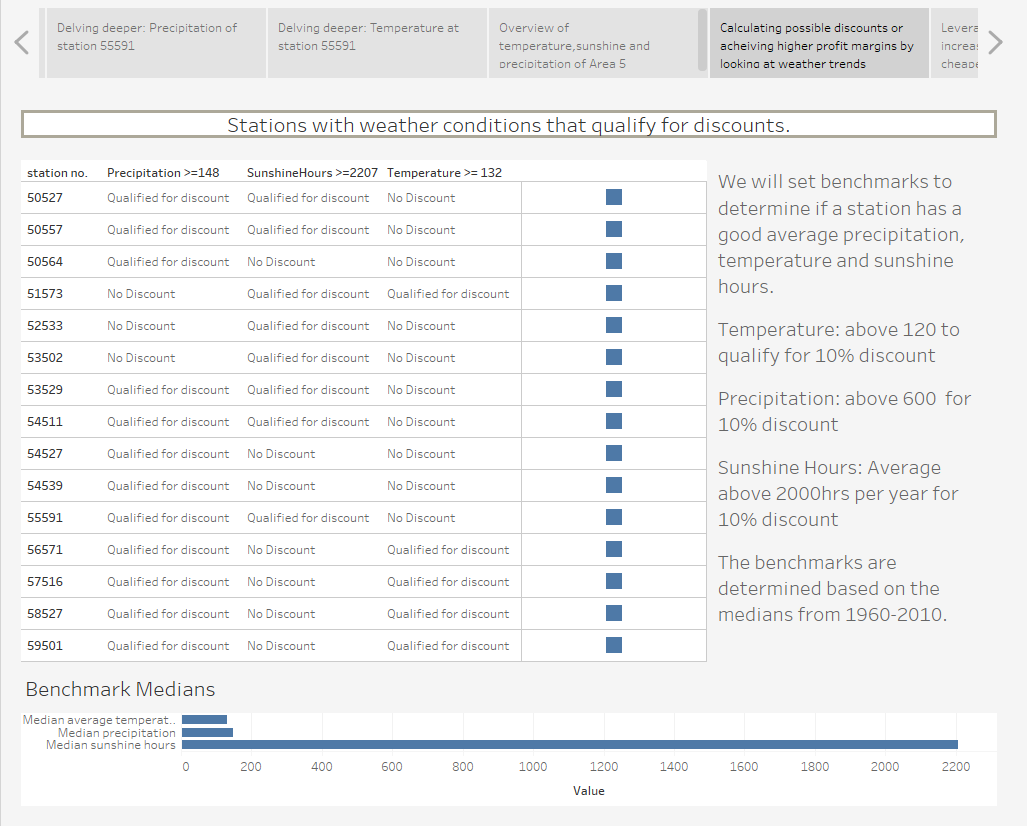 Delving deeper: Precipitation of
station 55591
Delving deeper: Temperature at
station 55591
Overview of
temperature,sunshine and
precipitation of Area 5
Calculating possible discounts or
acheiving higher profit margins by
looking at weather trends
Levera
increa
cheape
Stations with weather conditions that qualify for discounts.
station no. Precipitation >=148 SunshineHours >=2207 Temperature >= 132
50527 Qualified for discount Qualified for discount No Discount
50557 Qualified for discount Qualified for discount No Discount
50564 Qualified for discount No Discount No Discount
51573 No Discount Qualified for discount Qualified for discount
52533 No Discount Qualified for discount No Discount
53502 No Discount Qualified for discount No Discount
53529 Qualified for discount Qualified for discount No Discount
54511 Qualified for discount Qualified for discount No Discount
54527 Qualified for discount No Discount No Discount
54539 Qualified for discount No Discount No Discount
55591 Qualified for discount Qualified for discount No Discount
56571 Qualified for discount No Discount Qualified for discount
57516 Qualified for discount No Discount Qualified for discount
58527 Qualified for discount No Discount Qualified for discount
59501 Qualified for discount No Discount Qualified for discount
We will set benchmarks to
determine if a station has a
good average precipitation,
temperature and sunshine
hours.
Temperature: above 120 to
qualify for 10% discount
Precipitation: above 600 for
10% discount
Sunshine Hours: Average
above 2000hrs per year for
10% discount
The benchmarks are
determined based on the
medians from 1960-2010.
Benchmark Medians
Median average temperat..
Median precipitation
Median sunshine hours
0 200 400 600 800 1000 1200 1400 1600 1800 2000 2200
Value